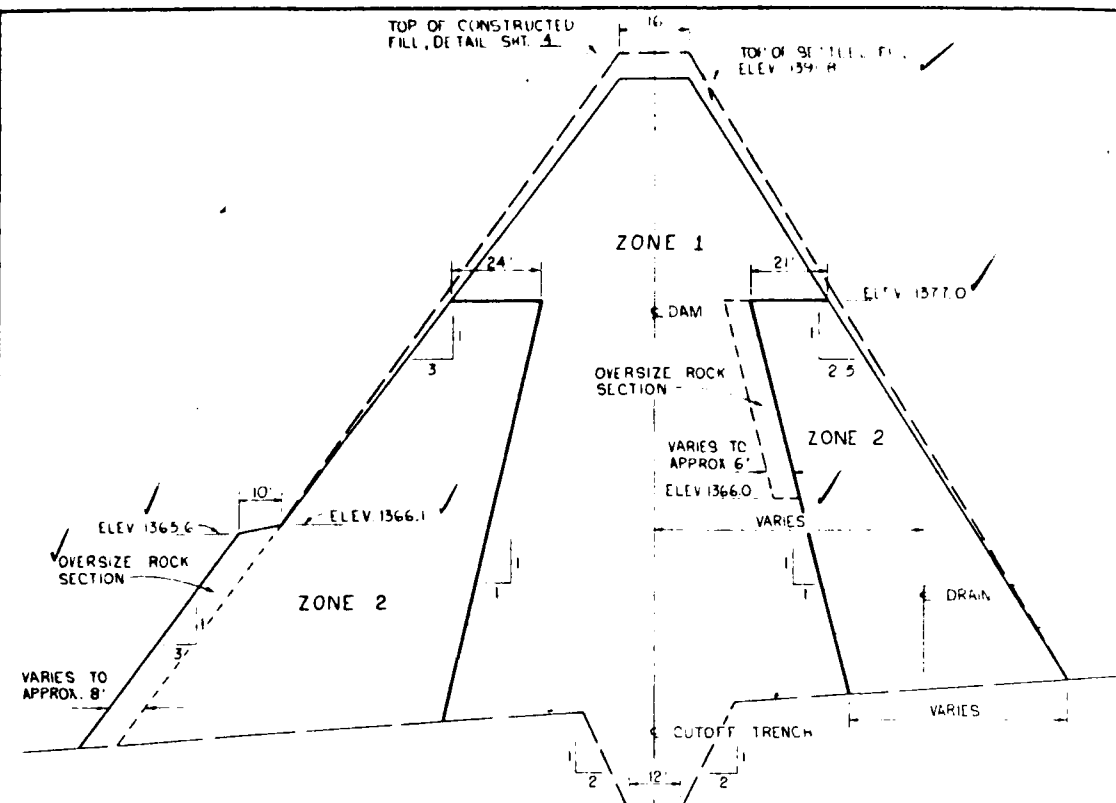 TOP OF CONSTRUCTED
FILL, DETAIL SHT. 4
16'
TOP OF
ELEV
ZONE 1
24'
21'
ELEV. 1377.0
℄ DAM
1
3
1
2.5
OVERSIZE ROCK
SECTION
ZONE 2
VARIES TO
APPROX 6'
ELEV. 1366.0
10'
ELEV. 1365.6
ELEV. 1366.1
VARIES
OVERSIZE ROCK
SECTION
1
1
1
1
℄ DRAIN
ZONE 2
1
3
VARIES TO
APPROX. 8'
VARIES
℄ CUTOFF TRENCH
1
2
12'
1
2